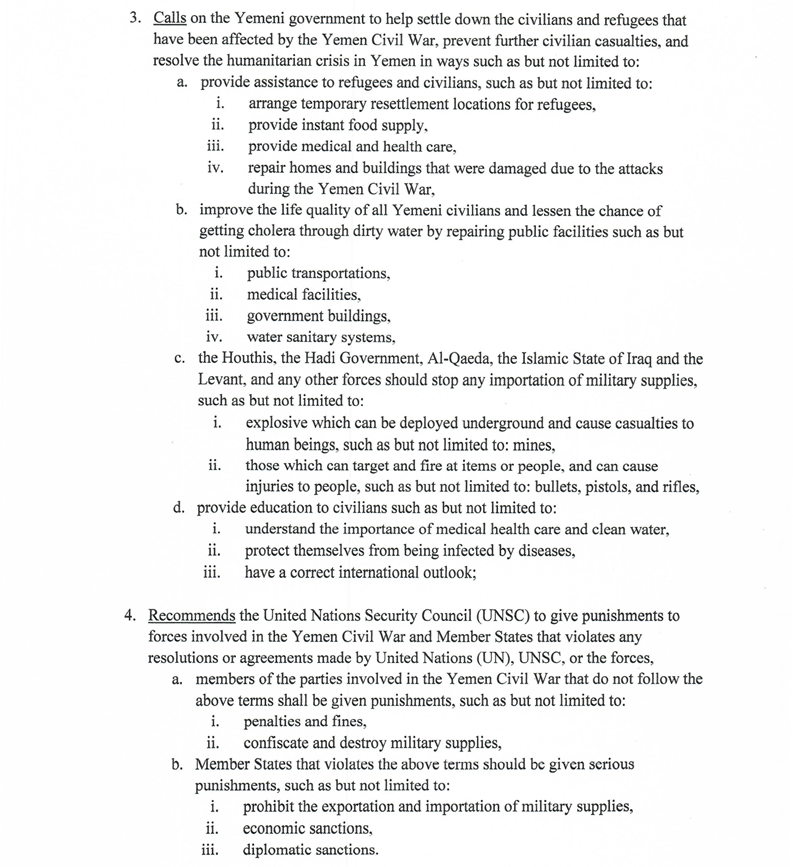 3. Calls on the Yemeni government to help settle down the civilians and refugees that
have been affected by the Yemen Civil War, prevent further civilian casualties, and
resolve the humanitarian crisis in Yemen in ways such as but not limited to:
a. provide assistance to refugees and civilians, such as but not limited to:
i. arrange temporary resettlement locations for refugees,
ii. provide instant food supply,
iii. provide medical and health care,
iv. repair homes and buildings that were damaged due to the attacks
during the Yemen Civil War,
b. improve the life quality of all Yemeni civilians and lessen the chance of
getting cholera through dirty water by repairing public facilities such as but
not limited to:
i. public transportations,
ii. medical facilities,
iii. government buildings,
iv. water sanitary systems,
c. the Houthis, the Hadi Government, Al-Qaeda, the Islamic State of Iraq and the
Levant, and any other forces should stop any importation of military supplies,
such as but not limited to:
i. explosive which can be deployed underground and cause casualties to
human beings, such as but not limited to: mines,
ii. those which can target and fire at items or people, and can cause
injuries to people, such as but not limited to: bullets, pistols, and rifles,
d. provide education to civilians such as but not limited to:
i. understand the importance of medical health care and clean water,
ii. protect themselves from being infected by diseases,
iii. have a correct international outlook;
4. Recommends the United Nations Security Council (UNSC) to give punishments to
forces involved in the Yemen Civil War and Member States that violates any
resolutions or agreements made by United Nations (UN), UNSC, or the forces,
a. members of the parties involved in the Yemen Civil War that do not follow the
above terms shall be given punishments, such as but not limited to:
i. penalties and fines,
ii. confiscate and destroy military supplies,
b. Member States that violates the above terms should be given serious
punishments, such as but not limited to:
i. prohibit the exportation and importation of military supplies,
ii. economic sanctions,
iii. diplomatic sanctions.